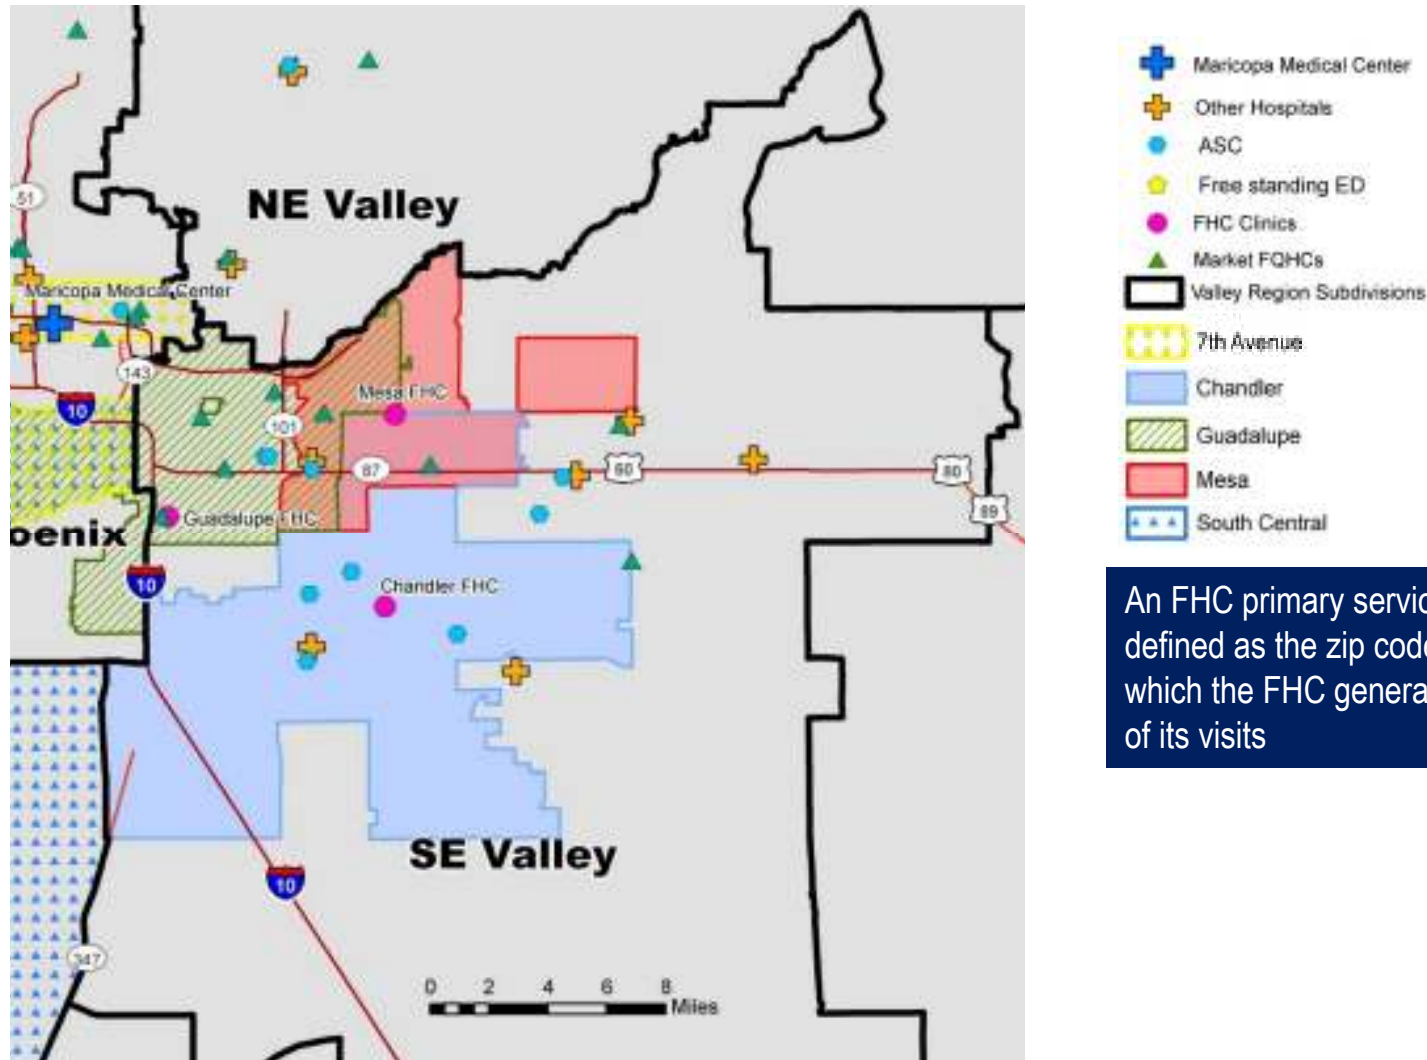 51
NE Valley
Maricopa Medical Center
143
10
Mesa FHC
101
87
60
80
89
Guadalupe FHC
oenix
10
Chandler FHC
SE Valley
10
347
0 2 4 6 8
Miles
Maricopa Medical Center
Other Hospitals
ASC
Free standing ED
FHC Clinics
Market FQHCs
Valley Region Subdivisions
7th Avenue
Chandler
Guadalupe
Mesa
South Central
An FHC primary servic
defined as the zip code
which the FHC genera
of its visits